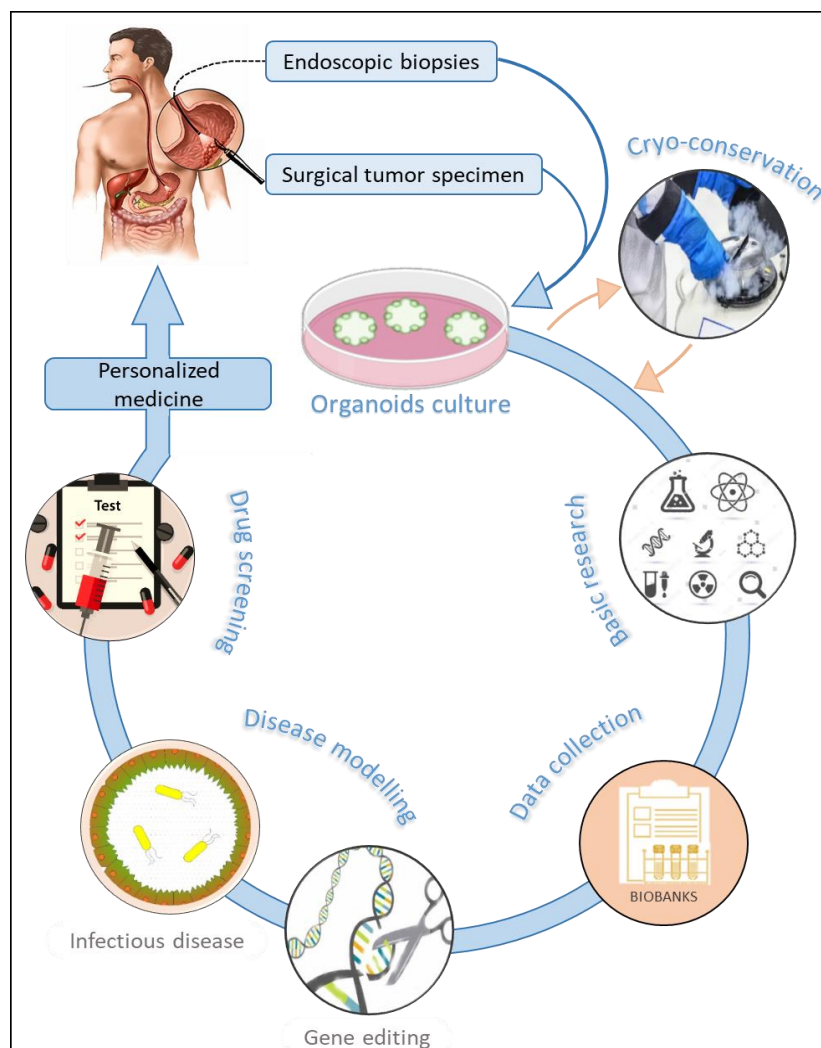 Endoscopic biopsies
Surgical tumor specimen
Cryo-conservation
Organoids culture
Personalized
medicine
Test
Drug screening
Basic research
Disease modelling
Data collection
BIOBANKS
Infectious disease
Gene editing